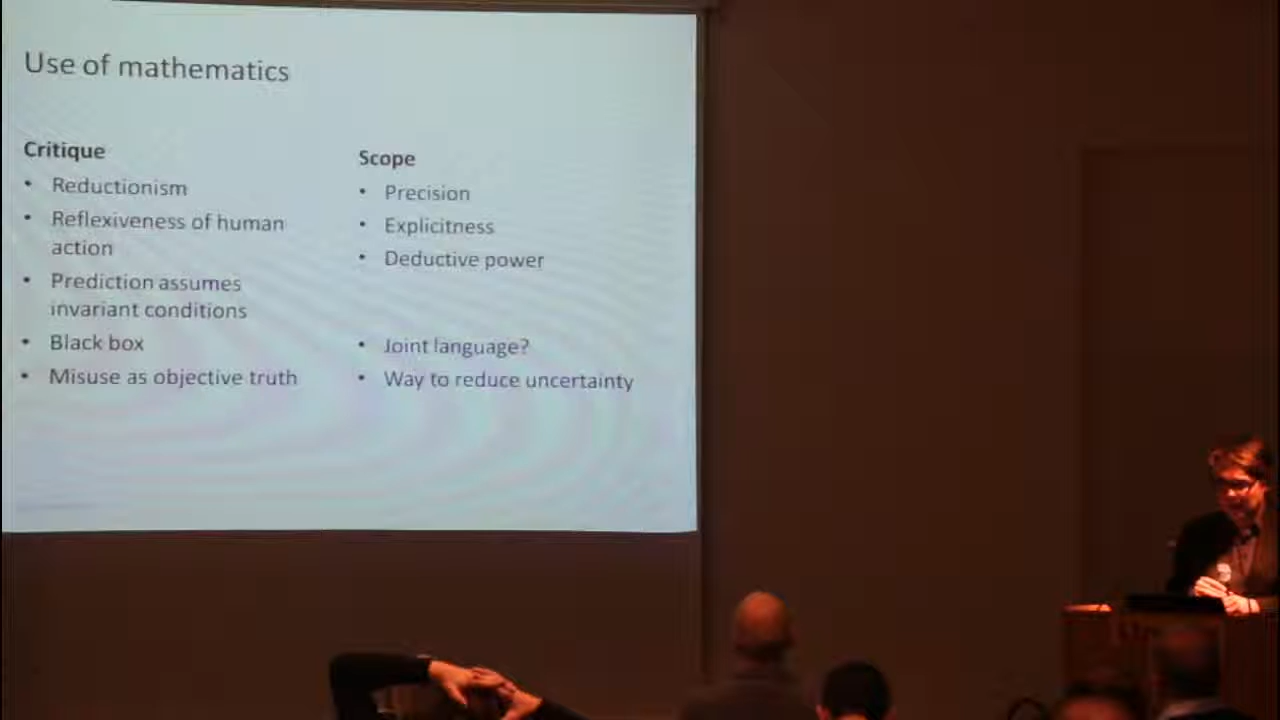 Use of mathematics
Critique
• Reductionism
• Reflexiveness of human
action
• Prediction assumes
invariant conditions
• Black box
• Misuse as objective truth
Scope
• Precision
• Explicitness
• Deductive power
• Joint language?
• Way to reduce uncertainty